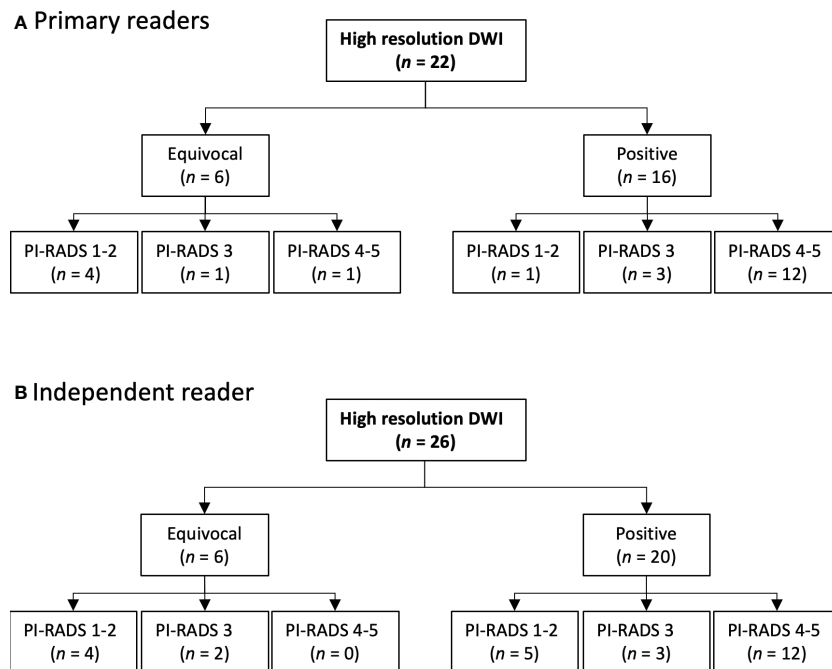 A Primary readers
High resolution DWI
(n = 22)
Equivocal
(n = 6)
Positive
(n = 16)
PI-RADS 1-2
(n = 4)
PI-RADS 3
(n = 1)
PI-RADS 4-5
(n = 1)
PI-RADS 1-2
(n = 1)
PI-RADS 3
(n = 3)
PI-RADS 4-5
(n = 12)
B Independent reader
High resolution DWI
(n = 26)
Equivocal
(n = 6)
Positive
(n = 20)
PI-RADS 1-2
(n = 4)
PI-RADS 3
(n = 2)
PI-RADS 4-5
(n = 0)
PI-RADS 1-2
(n = 5)
PI-RADS 3
(n = 3)
PI-RADS 4-5
(n = 12)